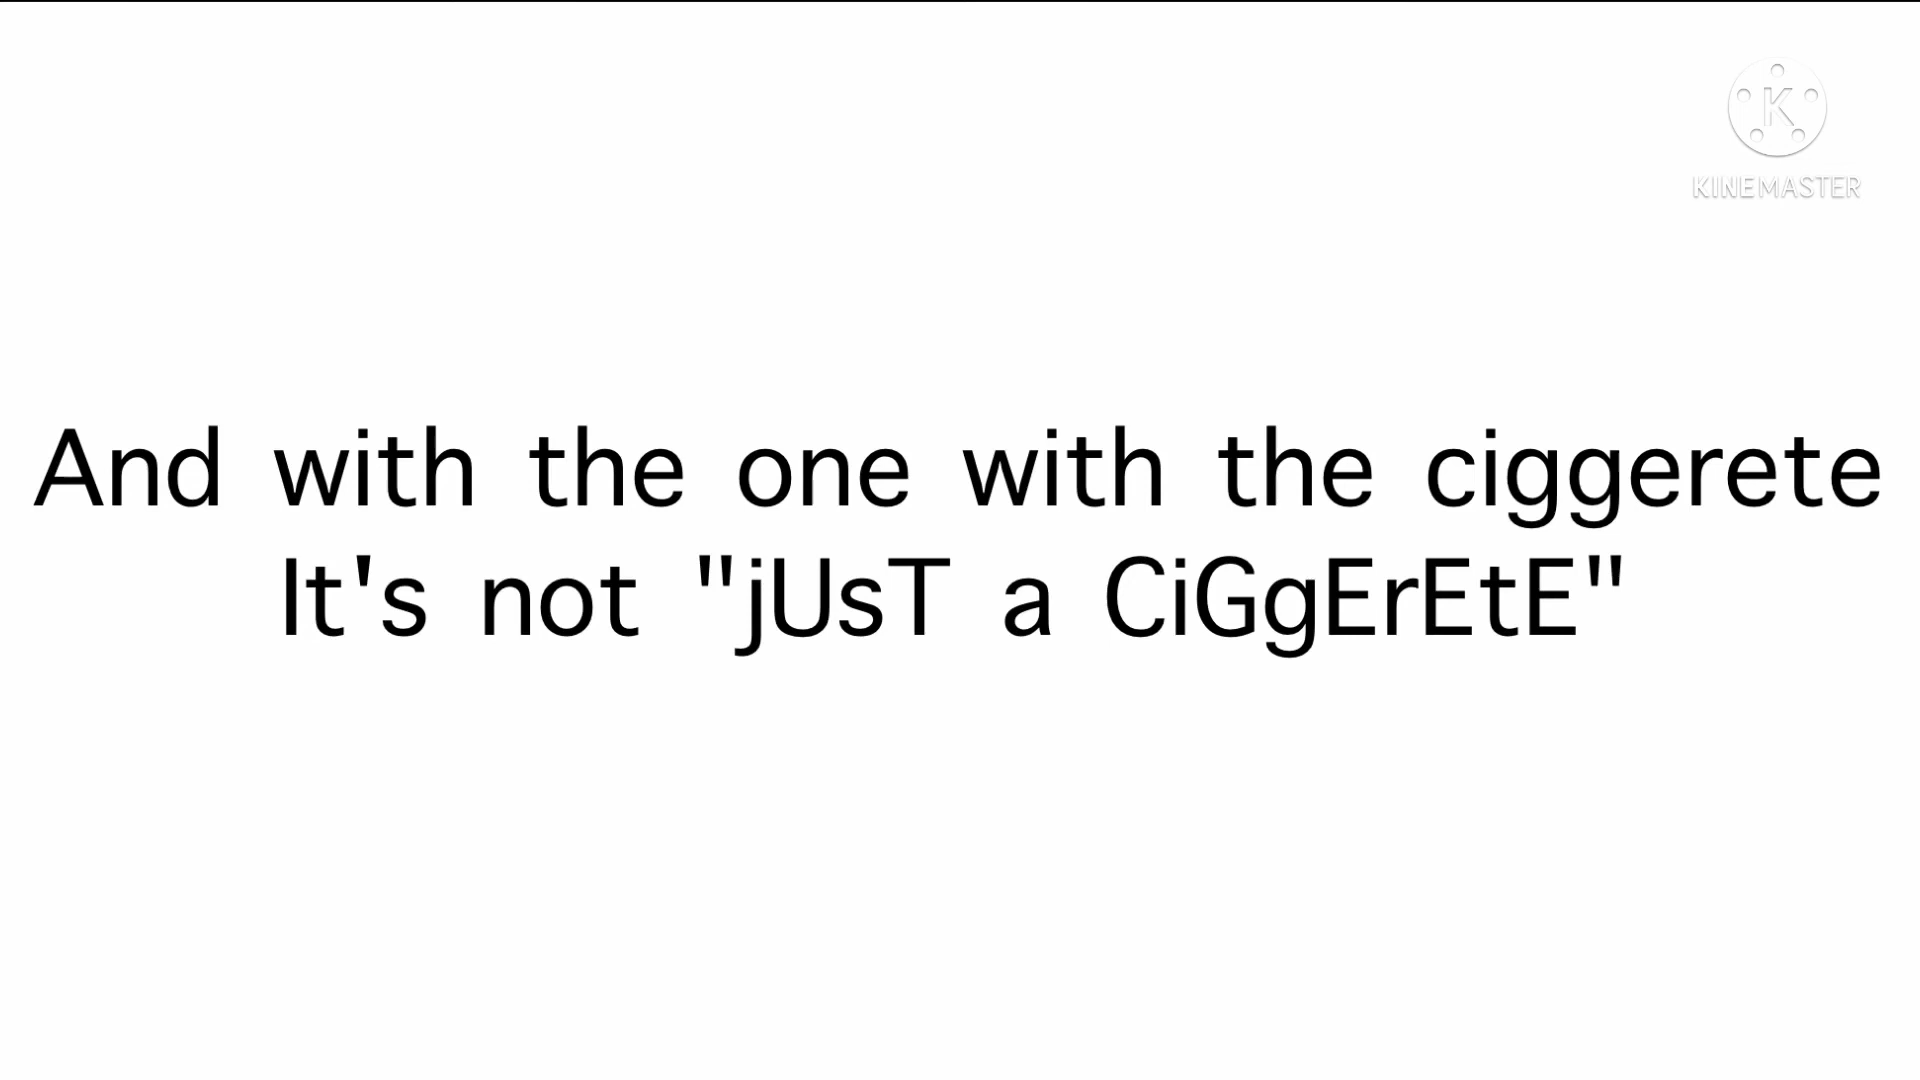 KINEMASTER
And with the one with the ciggerete
It's not "jUsT a CiGgErEtE"